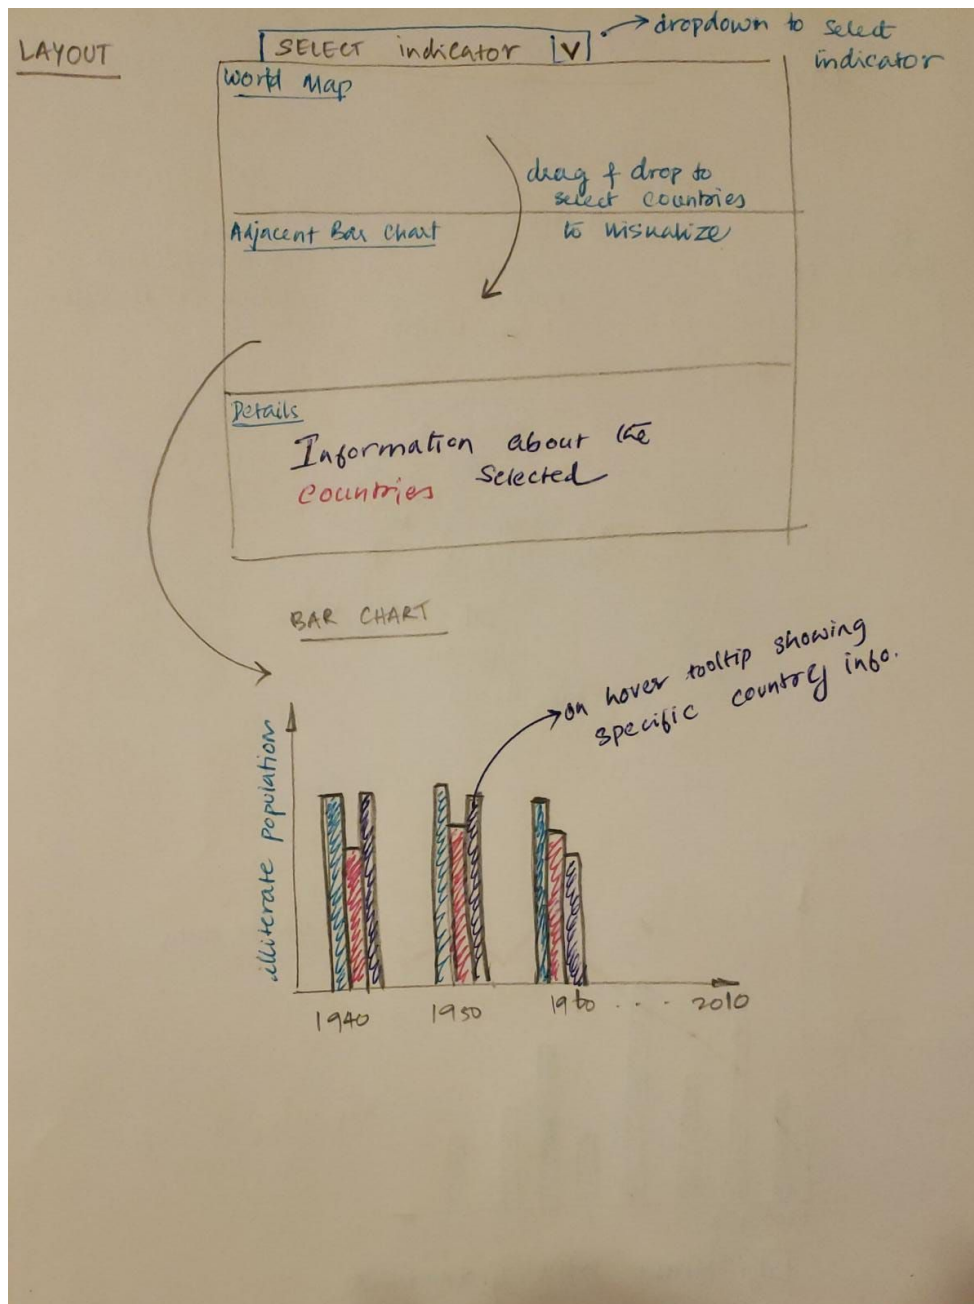 LAYOUT
SELECT indicator V
dropdown to select
indicator
World Map
drag & drop to
select countries
to visualize
Adjacent Bar Chart
Details
Information about the
countries selected
BAR CHART
on hover tooltip showing
specific country info.
illiterate population
1940 1950 1960 . . . . 2010